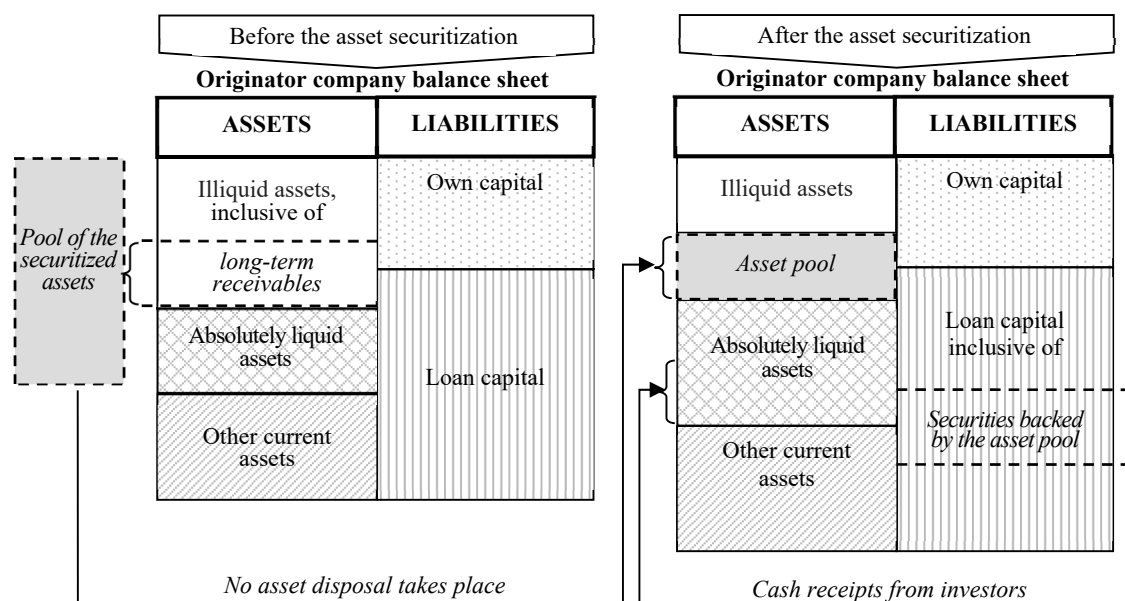 Before the asset securitization
Originator company balance sheet
ASSETS
LIABILITIES
Pool of the
securitized
assets
Illiquid assets,
inclusive of
long-term
receivables
Absolutely liquid
assets
Other current
assets
Own capital
Loan capital
No asset disposal takes place
After the asset securitization
Originator company balance sheet
ASSETS
LIABILITIES
Illiquid assets
Asset pool
Absolutely liquid
assets
Other current
assets
Own capital
Loan capital
inclusive of
Securities backed
by the asset pool
Cash receipts from investors